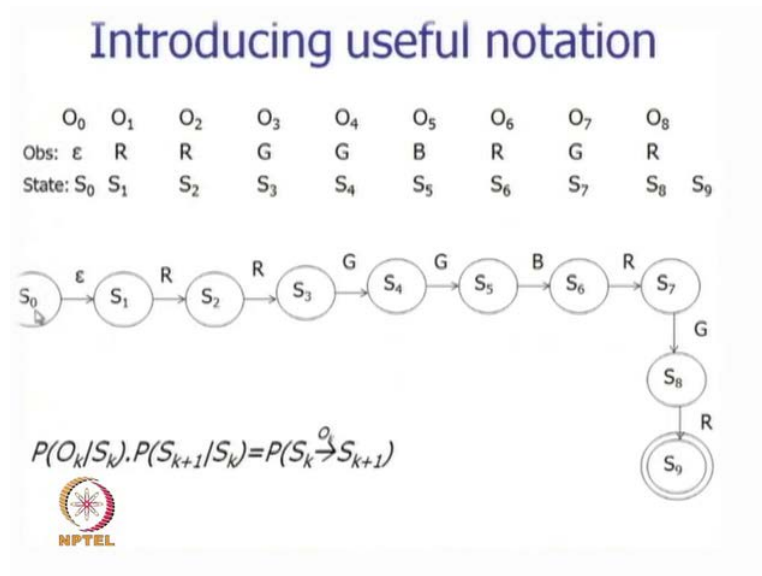 Introducing useful notation
O₀ O₁ O₂ O₃ O₄ O₅ O₆ O₇ O₈
Obs: ε R R G G B R G R
State: S₀ S₁ S₂ S₃ S₄ S₅ S₆ S₇ S₈ S₉
S₀ ε S₁ R S₂ R S₃ G S₄ G S₅ B S₆ R S₇
G
S₈
R
S₉
P(Oₖ|Sₖ).P(Sₖ₊₁|Sₖ)=P(Sₖ →^Oₖ Sₖ₊₁)
NPTEL